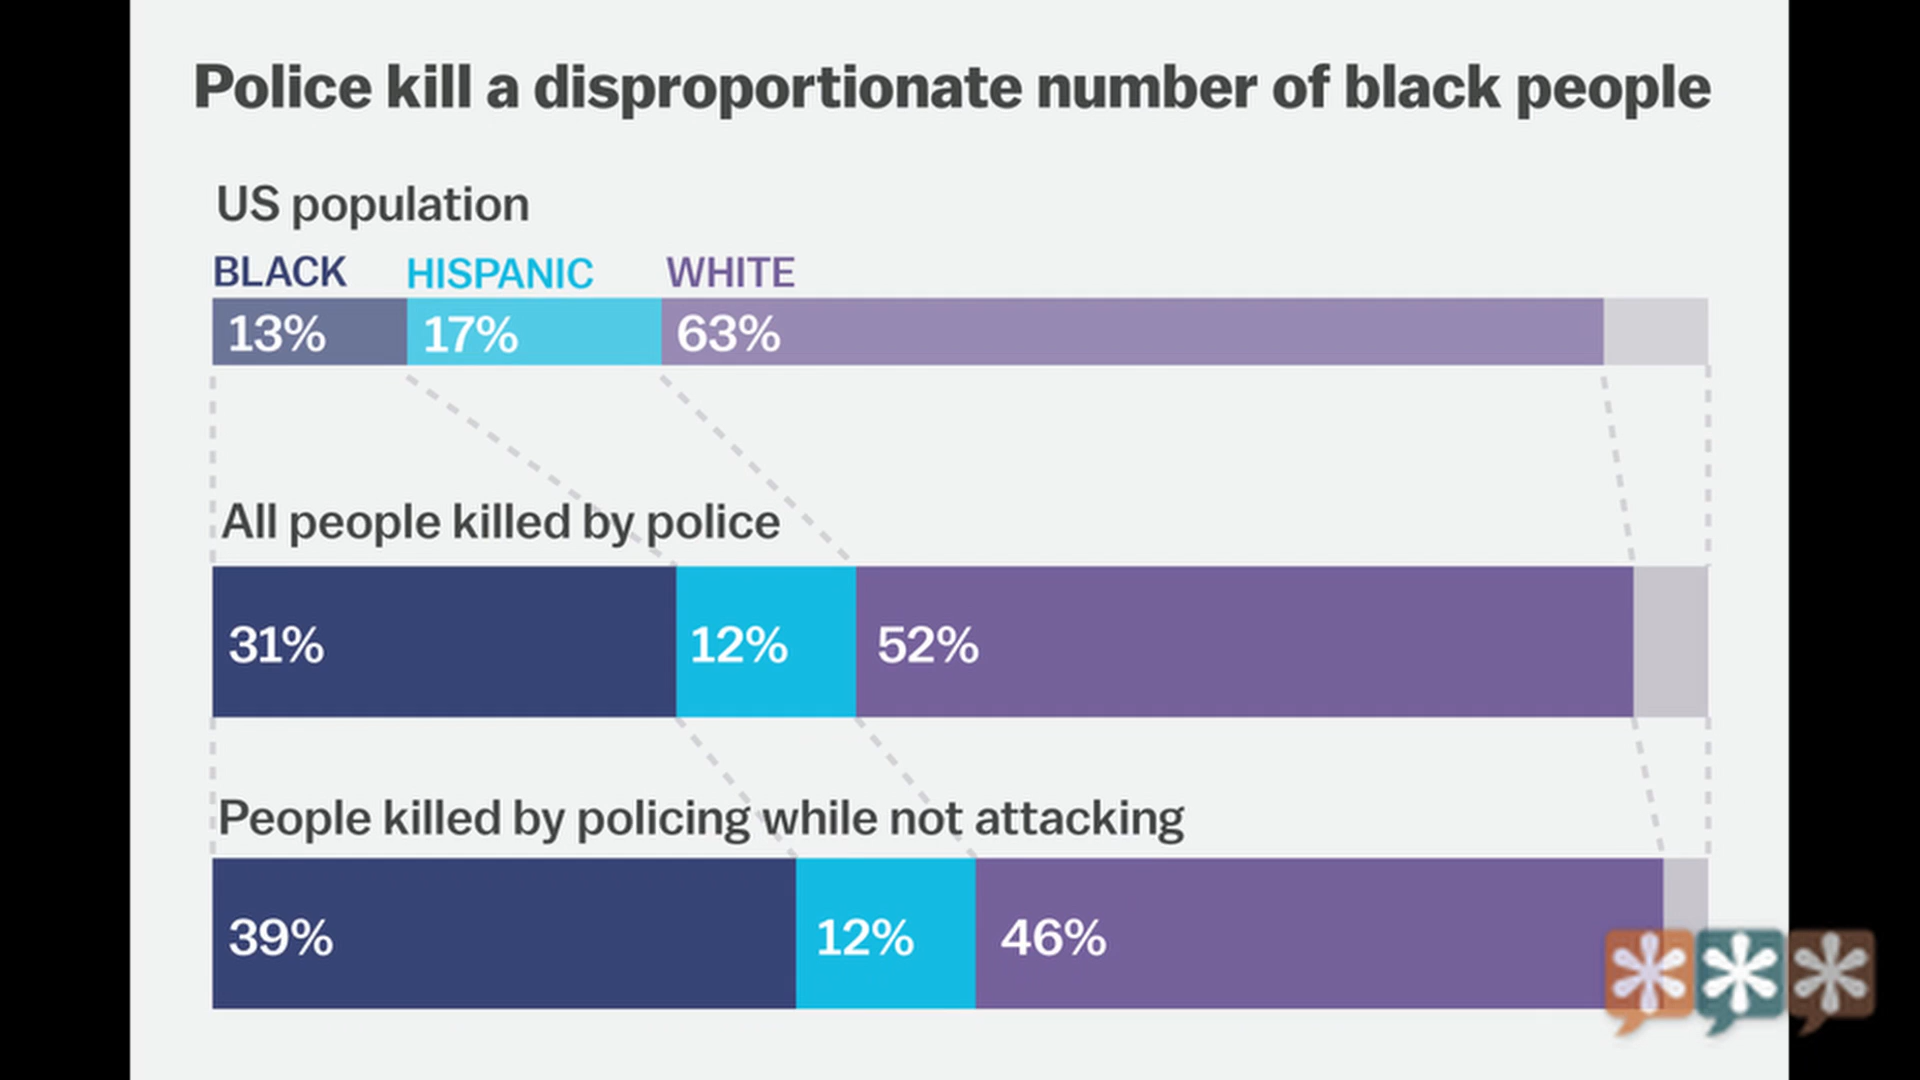 Police kill a disproportionate number of black people
US population
BLACK HISPANIC WHITE
13% 17% 63%
All people killed by police
31% 12% 52%
People killed by policing while not attacking
39% 12% 46%